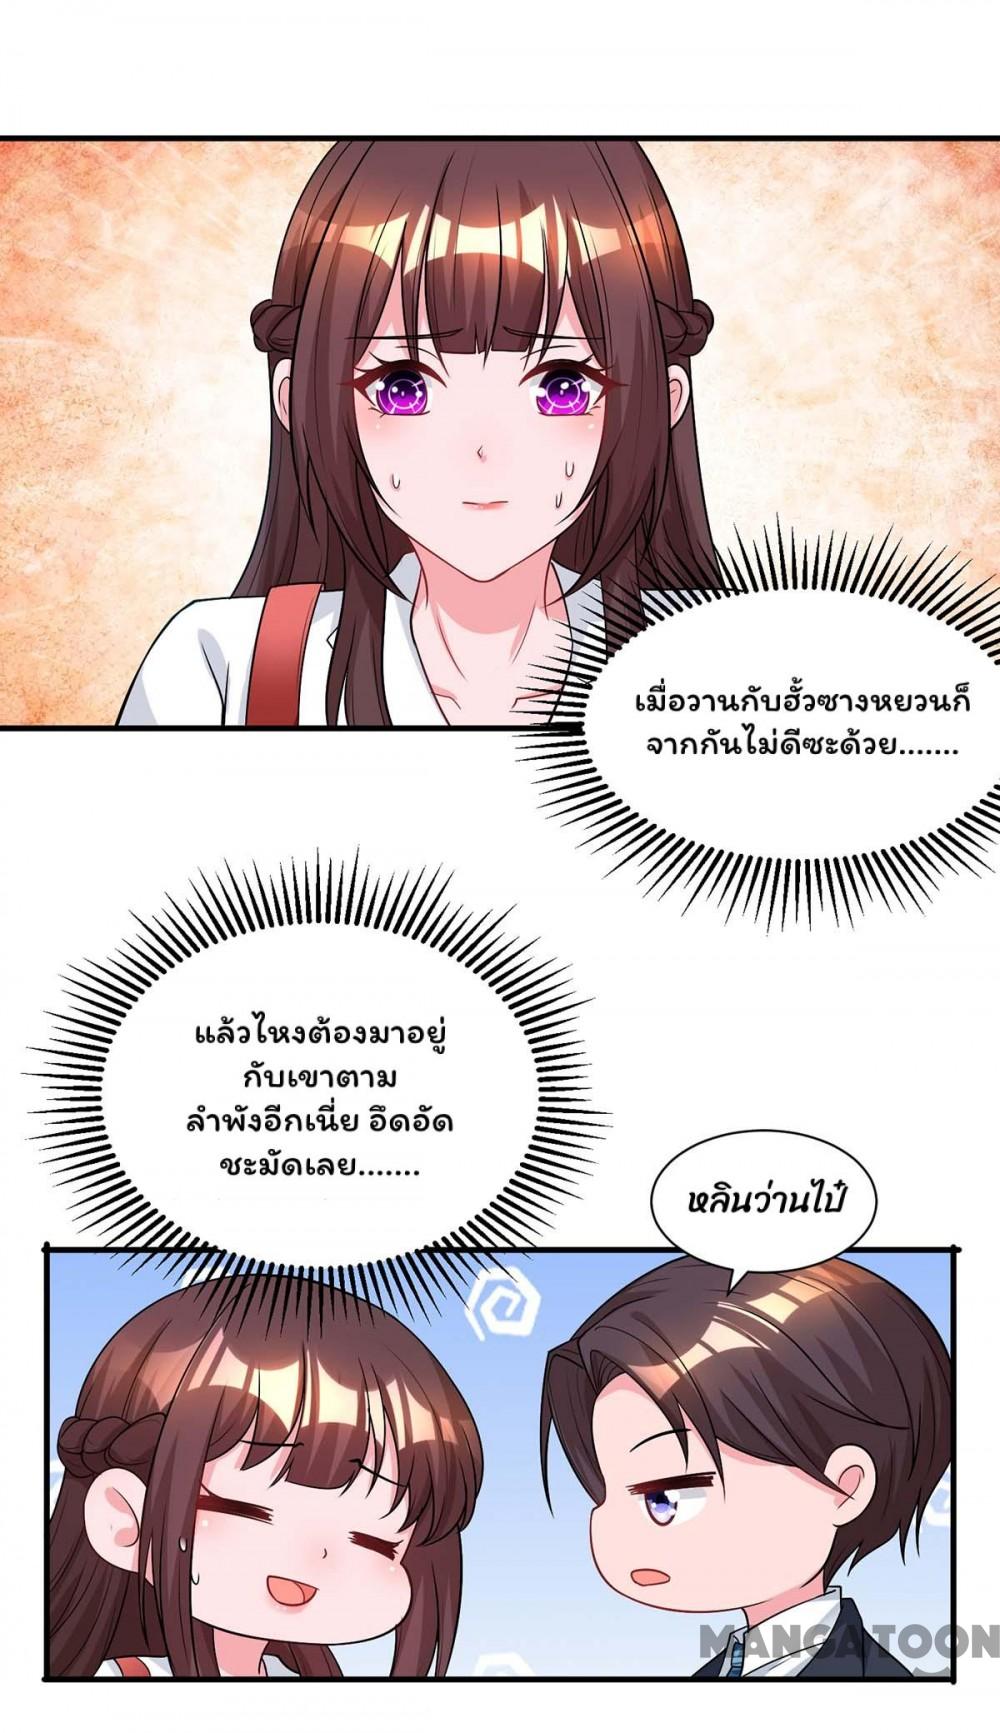 เมื่อวานกับฮั้วซางหยวนก็
จากกันไม่ดีซะด้วย.......
แล้วไหงต้องมาอยู่
กับเขาตาม
ลำพังอีกเนี่ย อึดอัด
ชะมัดเลย.......
หลินว่านไป๋
MANGATOON